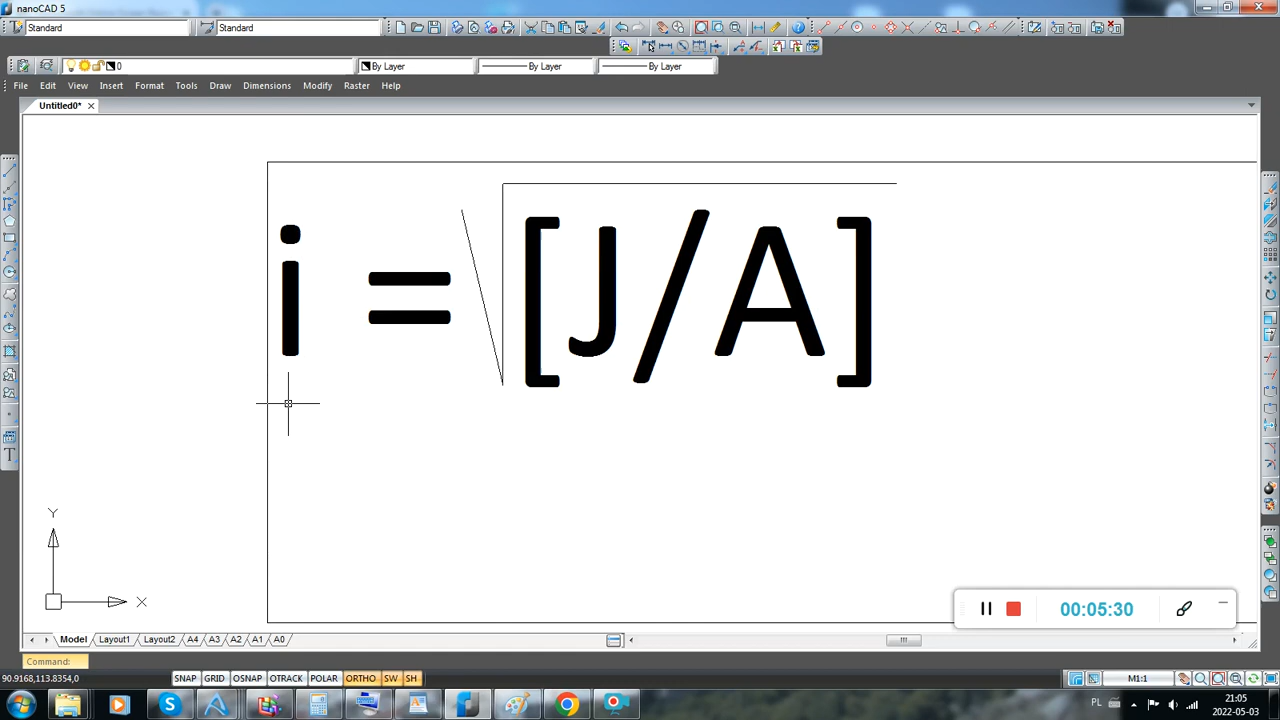 nanoCAD 5
Standard
Standard
0
By Layer
By Layer
By Layer
File Edit View Insert Format Tools Draw Dimensions Modify Raster Help
Untitled0*
i = √[J/A]
Y
X
00:05:30
Model Layout1 Layout2 A4 A3 A2 A1 A0
Command:
90.9168,113.8354,0
SNAP GRID OSNAP OTRACK POLAR ORTHO SW SH
M1:1
PL
21:05
2022-05-03